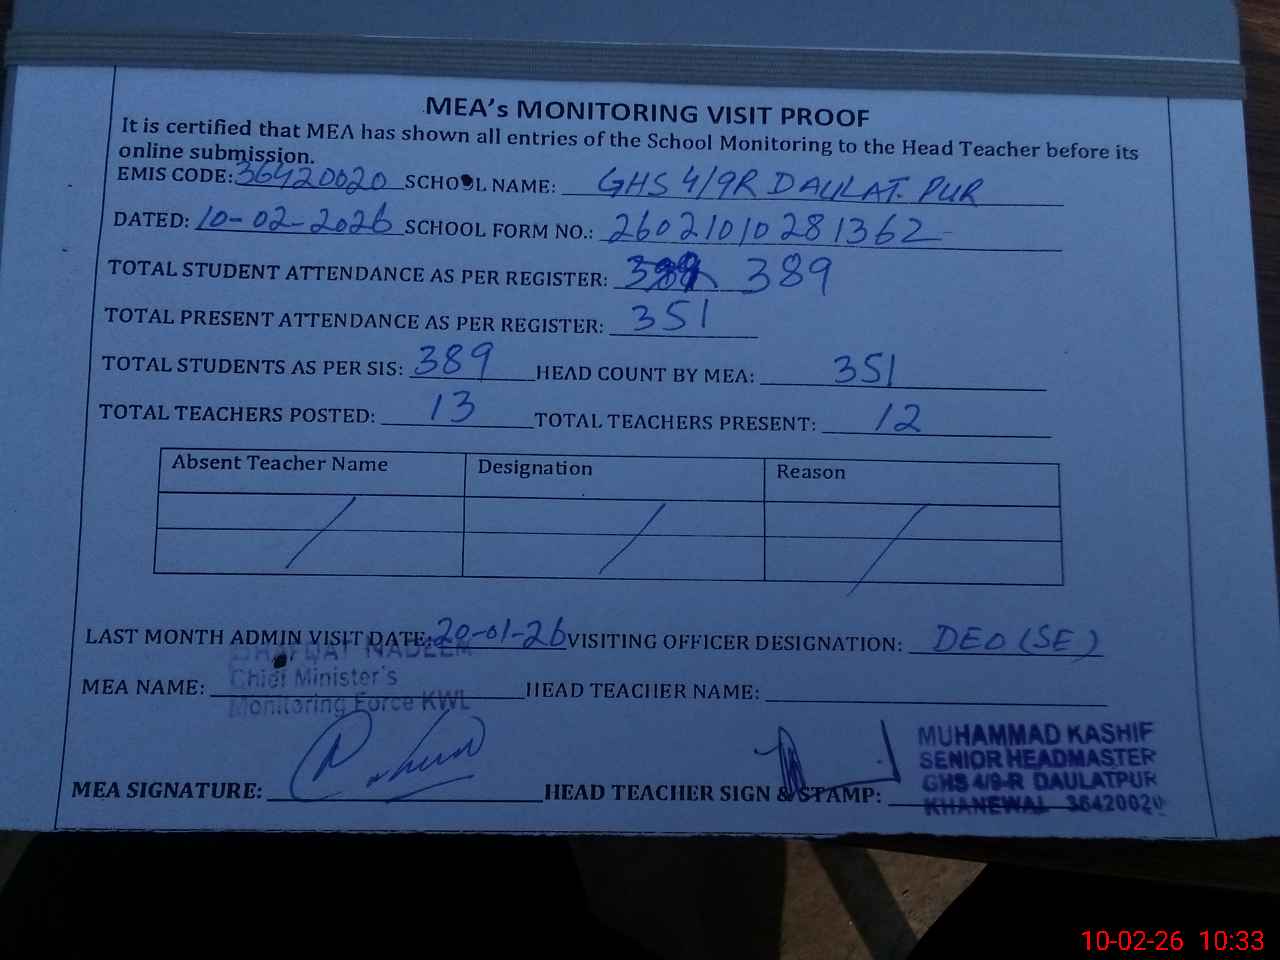 MEA's MONITORING VISIT PROOF
It is certified that MEA has shown all entries of the School Monitoring to the Head Teacher before its
online submission.
EMIS CODE: 36420020 SCHOOL NAME: GHS 4/9R DAULAT PUR
DATED: 10-02-2026 SCHOOL FORM NO.: 26021010281362
TOTAL STUDENT ATTENDANCE AS PER REGISTER: 389
TOTAL PRESENT ATTENDANCE AS PER REGISTER: 351
TOTAL STUDENTS AS PER SIS: 389 HEAD COUNT BY MEA: 351
TOTAL TEACHERS POSTED: 13 TOTAL TEACHERS PRESENT: 12
Absent Teacher Name Designation Reason
LAST MONTH ADMIN VISIT DATE: 20-01-26 VISITING OFFICER DESIGNATION: DEO (SE)
NADEEM
Chief Minister's
MEA NAME: HEAD TEACHER NAME:
Monitoring Force KWL
MUHAMMAD KASHIF
SENIOR HEADMASTER
GHS 4/9-R DAULATPUR
KHANEWAL 36420020
MEA SIGNATURE: HEAD TEACHER SIGN & STAMP:
10-02-26 10:33